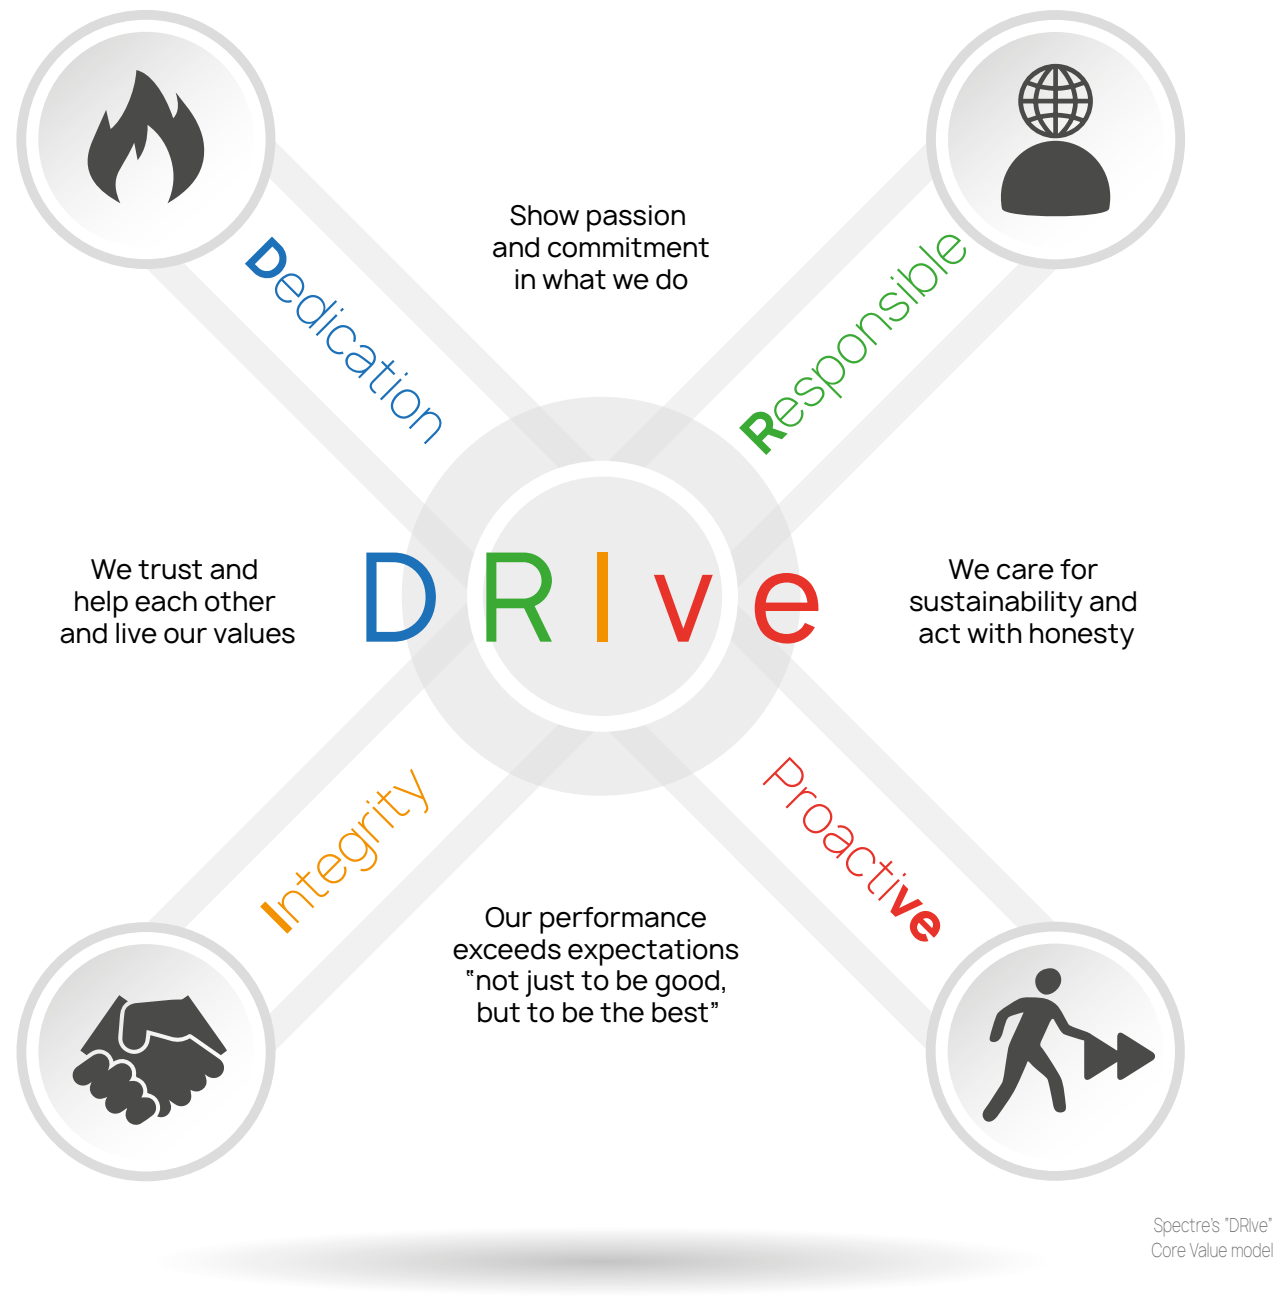 Show passion
and commitment
in what we do
Dedication
Responsible
We trust and
help each other
and live our values
DRIve
We care for
sustainability and
act with honesty
Integrity
Proactive
Our performance
exceeds expectations
"not just to be good,
but to be the best"
Spectre's "DRIve"
Core Value model